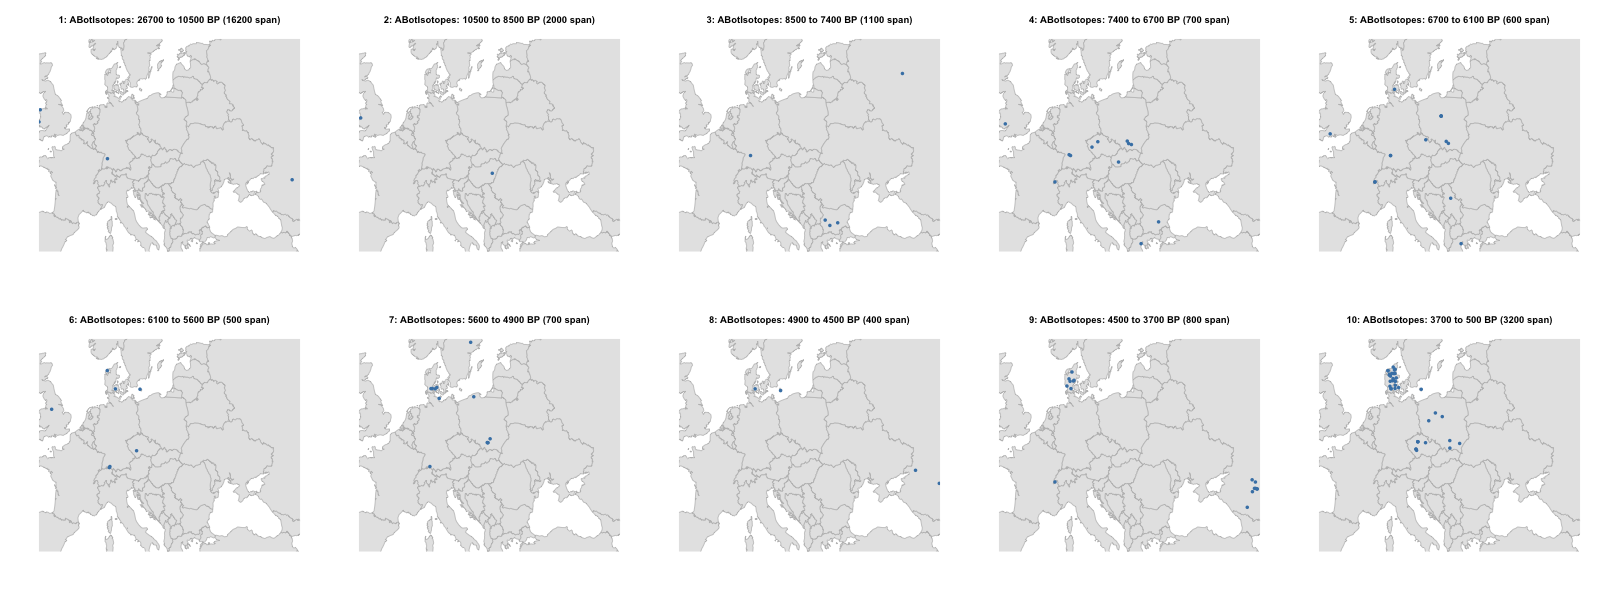 1: ABotIsotopes: 26700 to 10500 BP (16200 span)
2: ABotIsotopes: 10500 to 8500 BP (2000 span)
3: ABotIsotopes: 8500 to 7400 BP (1100 span)
4: ABotIsotopes: 7400 to 6700 BP (700 span)
5: ABotIsotopes: 6700 to 6100 BP (600 span)
6: ABotIsotopes: 6100 to 5600 BP (500 span)
7: ABotIsotopes: 5600 to 4900 BP (700 span)
8: ABotIsotopes: 4900 to 4500 BP (400 span)
9: ABotIsotopes: 4500 to 3700 BP (800 span)
10: ABotIsotopes: 3700 to 500 BP (3200 span)